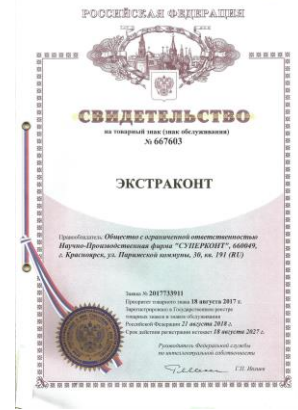 РОССИЙСКАЯ ФЕДЕРАЦИЯ
СВИДЕТЕЛЬСТВО
на товарный знак (знак обслуживания)
№ 667603
ЭКСТРАКОНТ
Правообладатель: Общество с ограниченной ответственностью
Научно-Производственная фирма "СУПЕРКОНТ", 660049,
г. Красноярск, ул. Парижской коммуны, 30, кв. 191 (RU)
Заявка № 2017733911
Приоритет товарного знака 18 августа 2017 г.
Зарегистрировано в Государственном реестре
товарных знаков и знаков обслуживания
Российской Федерации 21 августа 2018 г.
Срок действия регистрации истекает 18 августа 2027 г.
Руководитель Федеральной службы
по интеллектуальной собственности
Г.П. Ивлиев